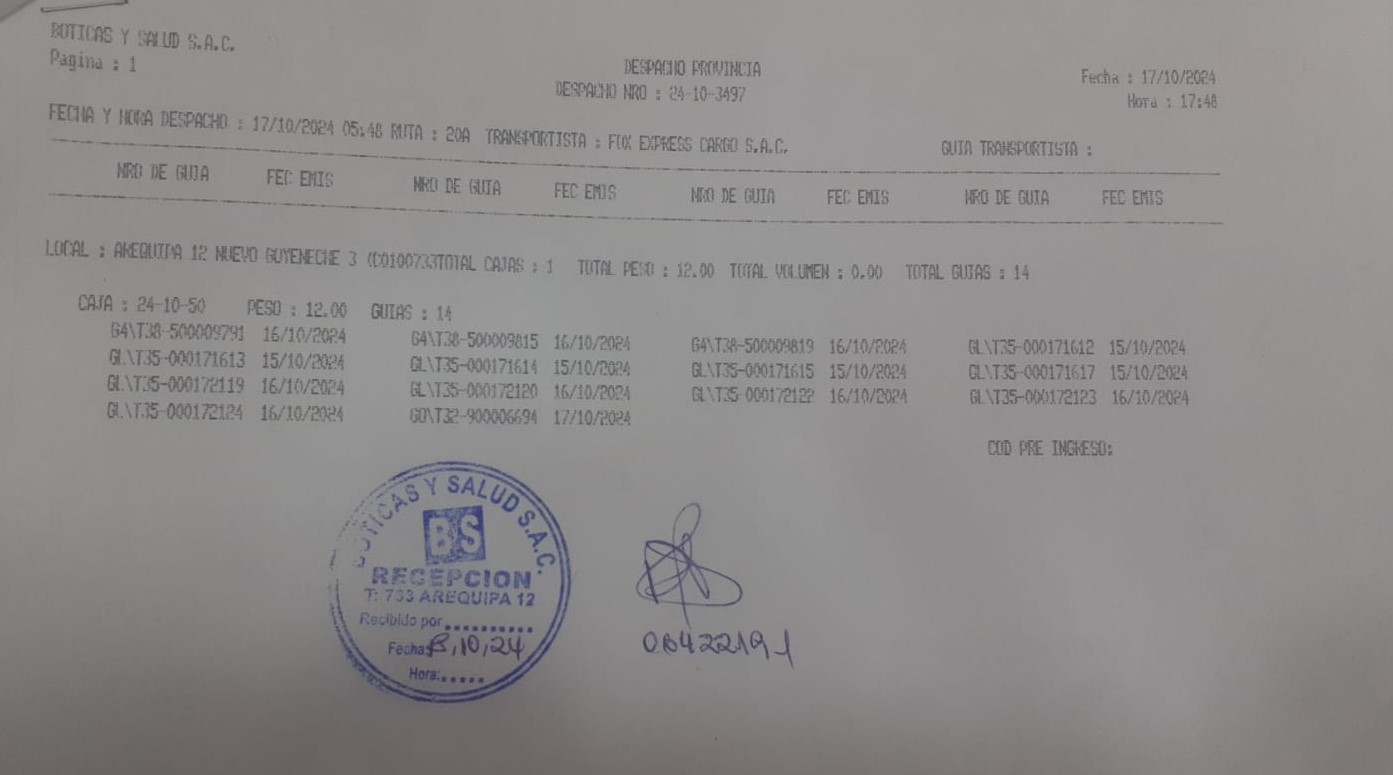 BOTICAS Y SALUD S.A.C.
Pagina : 1
DESPACHO PROVINCIA
DESPACHO NRO : 24-10-3497
Fecha : 17/10/2024
Hora : 17:48
FECHA Y HORA DESPACHO : 17/10/2024 05:48 RUTA : 20A TRANSPORTISTA : FOX EXPRESS CARGO S.A.C. GUIA TRANSPORTISTA :
NRO DE GUIA FEC EMIS NRO DE GUIA FEC EMIS NRO DE GUIA FEC EMIS NRO DE GUIA FEC EMIS
LOCAL : AREQUIPA 12 NUEVO GOYENECHE 3 (C0100733TOTAL CAJAS : 1 TOTAL PESO : 12.00 TOTAL VOLUMEN : 0.00 TOTAL GUIAS : 14
CAJA : 24-10-50 PESO : 12.00 GUIAS : 14
G4\T38-500009791 16/10/2024 G4\T38-500009815 16/10/2024 G4\T38-500009819 16/10/2024 GL\T35-000171612 15/10/2024
GL\T35-000171613 15/10/2024 GL\T35-000171614 15/10/2024 GL\T35-000171615 15/10/2024 GL\T35-000171617 15/10/2024
GL\T35-000172119 16/10/2024 GL\T35-000172120 16/10/2024 GL\T35-000172122 16/10/2024 GL\T35-000172123 16/10/2024
GL\T35-000172124 16/10/2024 GO\T32-900006694 17/10/2024
COD PRE INGRESO:
BOTICAS Y SALUD S.A.C.
BS
RECEPCION
T: 733 AREQUIPA 12
Recibido por
Fecha: 10,24
Hora: